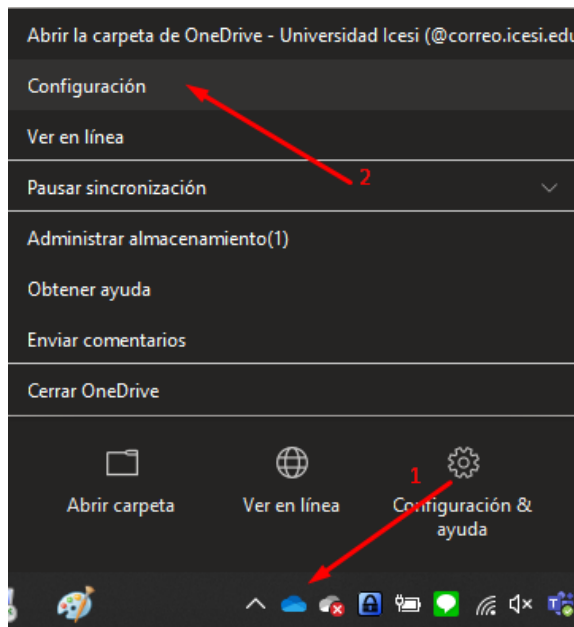 Abrir la carpeta de OneDrive - Universidad Icesi (@correo.icesi.edu
Configuración
Ver en línea
2
Pausar sincronización
Administrar almacenamiento(1)
Obtener ayuda
Enviar comentarios
Cerrar OneDrive
1
Abrir carpeta
Ver en línea
Configuración &
ayuda